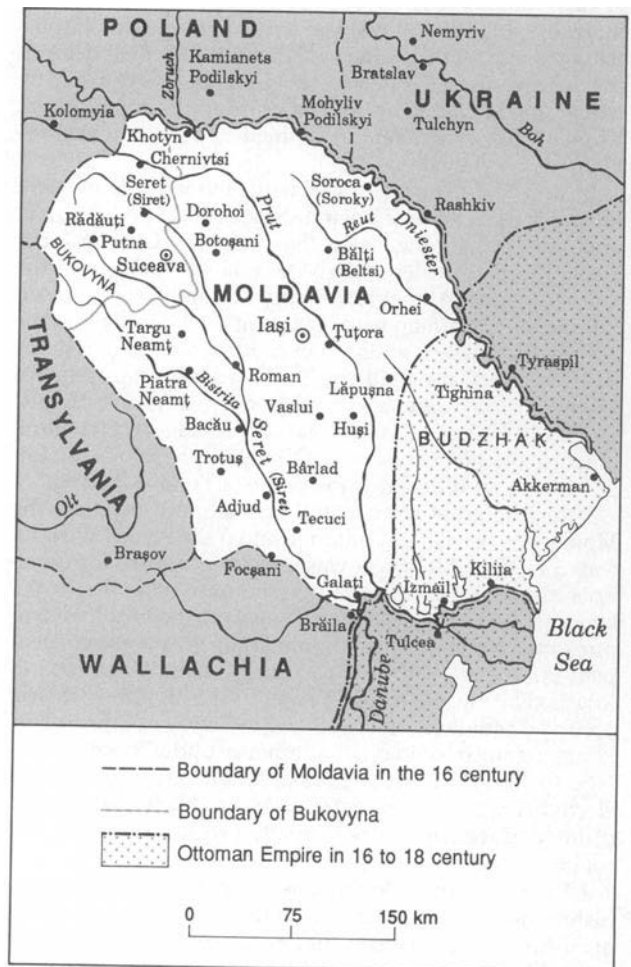 POLAND
Nemyriv
Kamianets
Podilskyi
Bratslav
Zbruch
UKRAINE
Kolomyia
Mohyliv
Podilskyi
Tulchyn
Boh
Khotyn
Chernivtsi
Seret
(Siret)
Soroca
(Soroky)
Prut
Rashkiv
Dorohoi
Reut
Dniester
Rădăuți
Putna
Botoșani
Bălți
(Beltsi)
Suceava
BUKOVYNA
MOLDAVIA
Orhei
Iași
Targu
Neamț
Țuțora
TRANSYLVANIA
Tyraspil
Roman
Piatra
Neamț
Bistrița
Lăpușna
Tighina
Vaslui
Huși
Bacău
Seret
(Siret)
BUDZHAK
Trotuș
Bârlad
Akkerman
Olt
Adjud
Tecuci
Brașov
Focșani
Kiliia
Galați
Izmaïl
Brăila
Tulcea
Black
Sea
WALLACHIA
Danube
Boundary of Moldavia in the 16 century
Boundary of Bukovyna
Ottoman Empire in 16 to 18 century
0 75 150 km